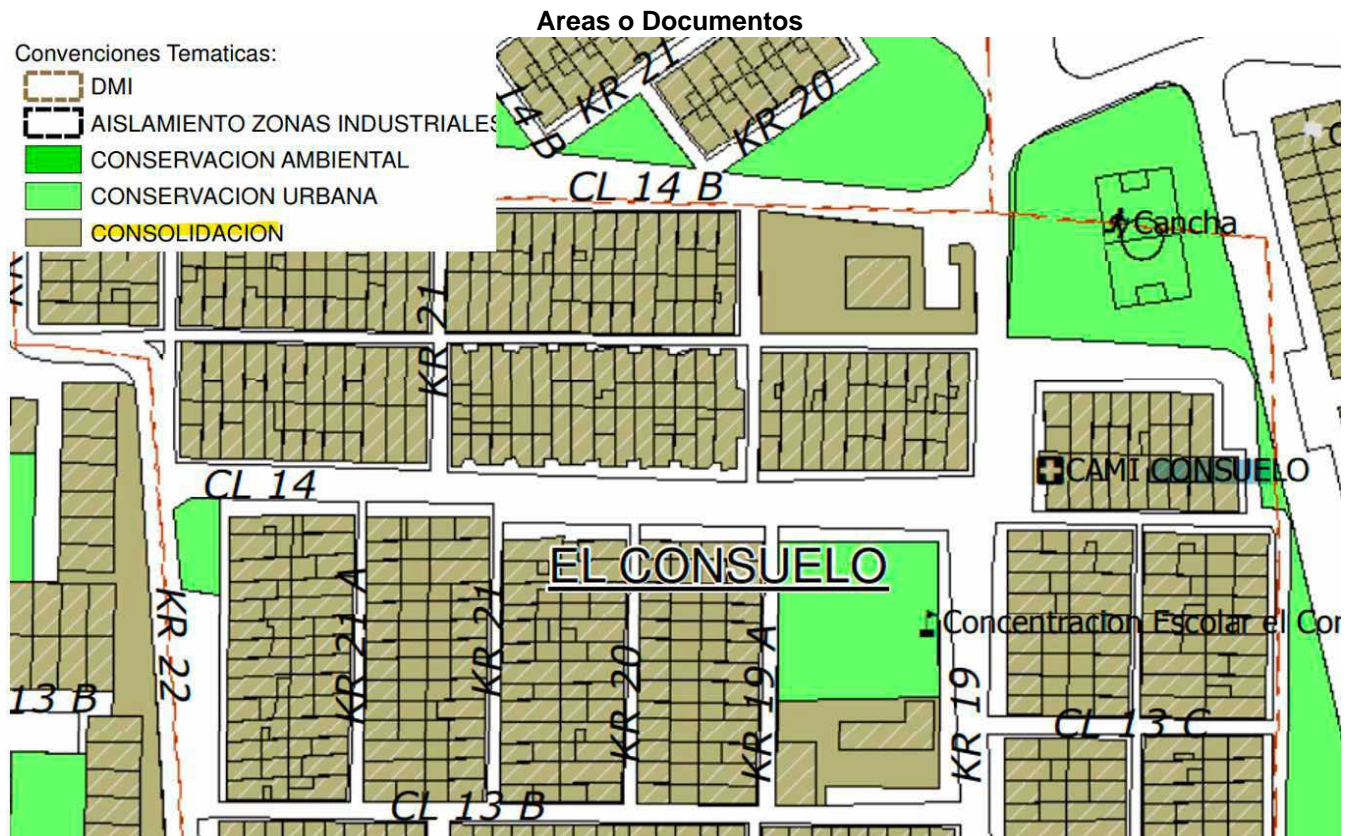 Areas o Documentos
Convenciones Tematicas:
DMI
AISLAMIENTO ZONAS INDUSTRIALES
CONSERVACION AMBIENTAL
CONSERVACION URBANA
CONSOLIDACION
14 B
KR 21
KR 20
CL 14 B
Cancha
KR 21
CL 14
CAMI CONSUELO
EL CONSUELO
KR 22
KR 21 A
KR 21
KR 20
KR 19 A
KR 19
Concentracion Escolar el Con
13 B
CL 13 C
CL 13 B